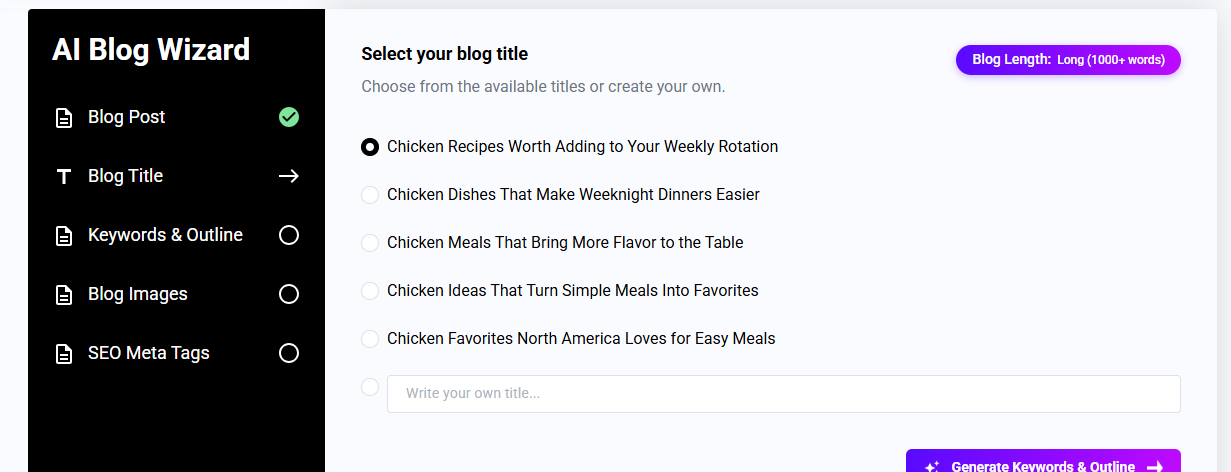 AI Blog Wizard
Blog Post
Blog Title
Keywords & Outline
Blog Images
SEO Meta Tags
Select your blog title
Blog Length: Long (1000+ words)
Choose from the available titles or create your own.
Chicken Recipes Worth Adding to Your Weekly Rotation
Chicken Dishes That Make Weeknight Dinners Easier
Chicken Meals That Bring More Flavor to the Table
Chicken Ideas That Turn Simple Meals Into Favorites
Chicken Favorites North America Loves for Easy Meals
Write your own title...
Generate Keywords & Outline